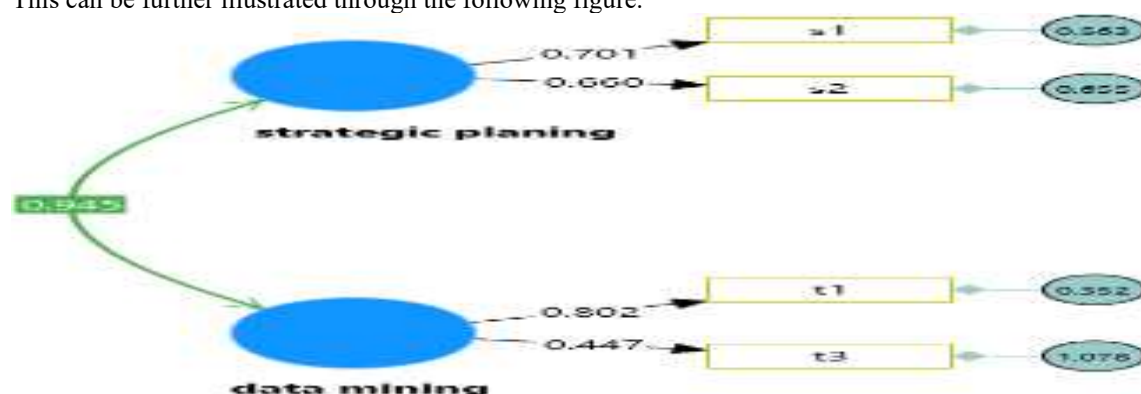 This can be further illustrated through the following figure.
0.701
s1
0.363
0.660
s2
0.655
strategic planing
0.945
0.802
t1
0.352
0.447
t3
1.076
data mining